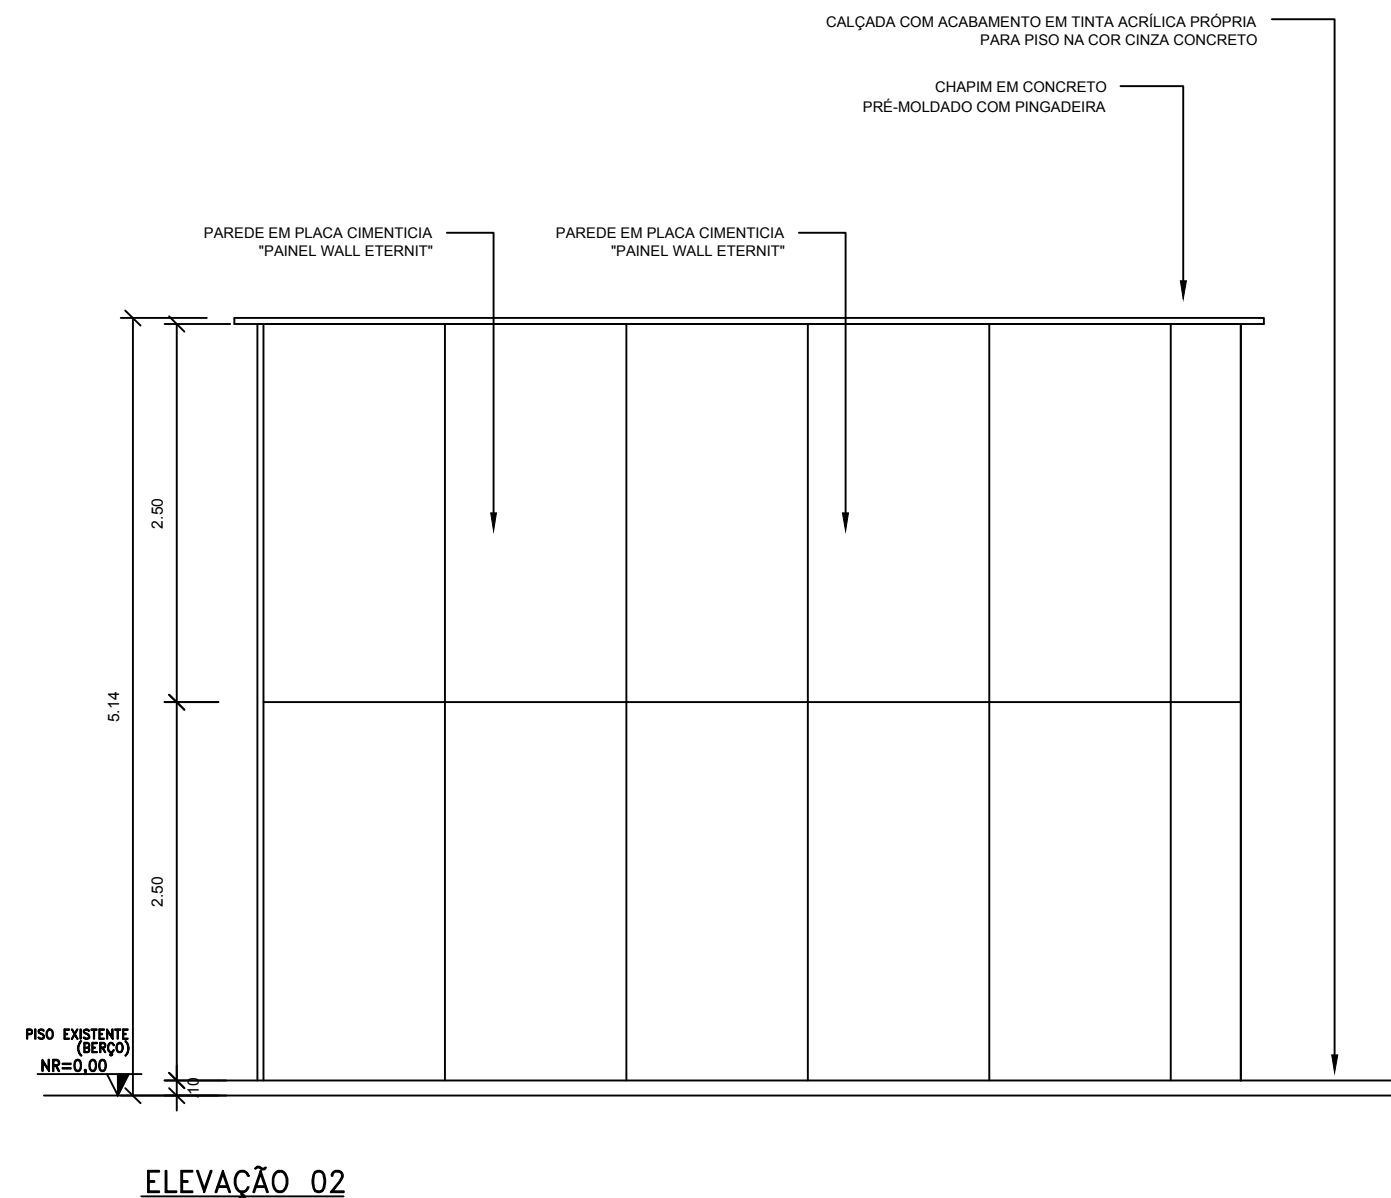 CALÇADA COM ACABAMENTO EM TINTA ACRÍLICA PRÓPRIA
PARA PISO NA COR CINZA CONCRETO
CHAPIM EM CONCRETO
PRÉ-MOLDADO COM PINGADEIRA
PAREDE EM PLACA CIMENTICIA
"PAINEL WALL ETERNIT"
PAREDE EM PLACA CIMENTICIA
"PAINEL WALL ETERNIT"
2.50
5.14
2.50
PISO EXISTENTE
(BERÇO)
NR=0,00
.10
ELEVAÇÃO 02